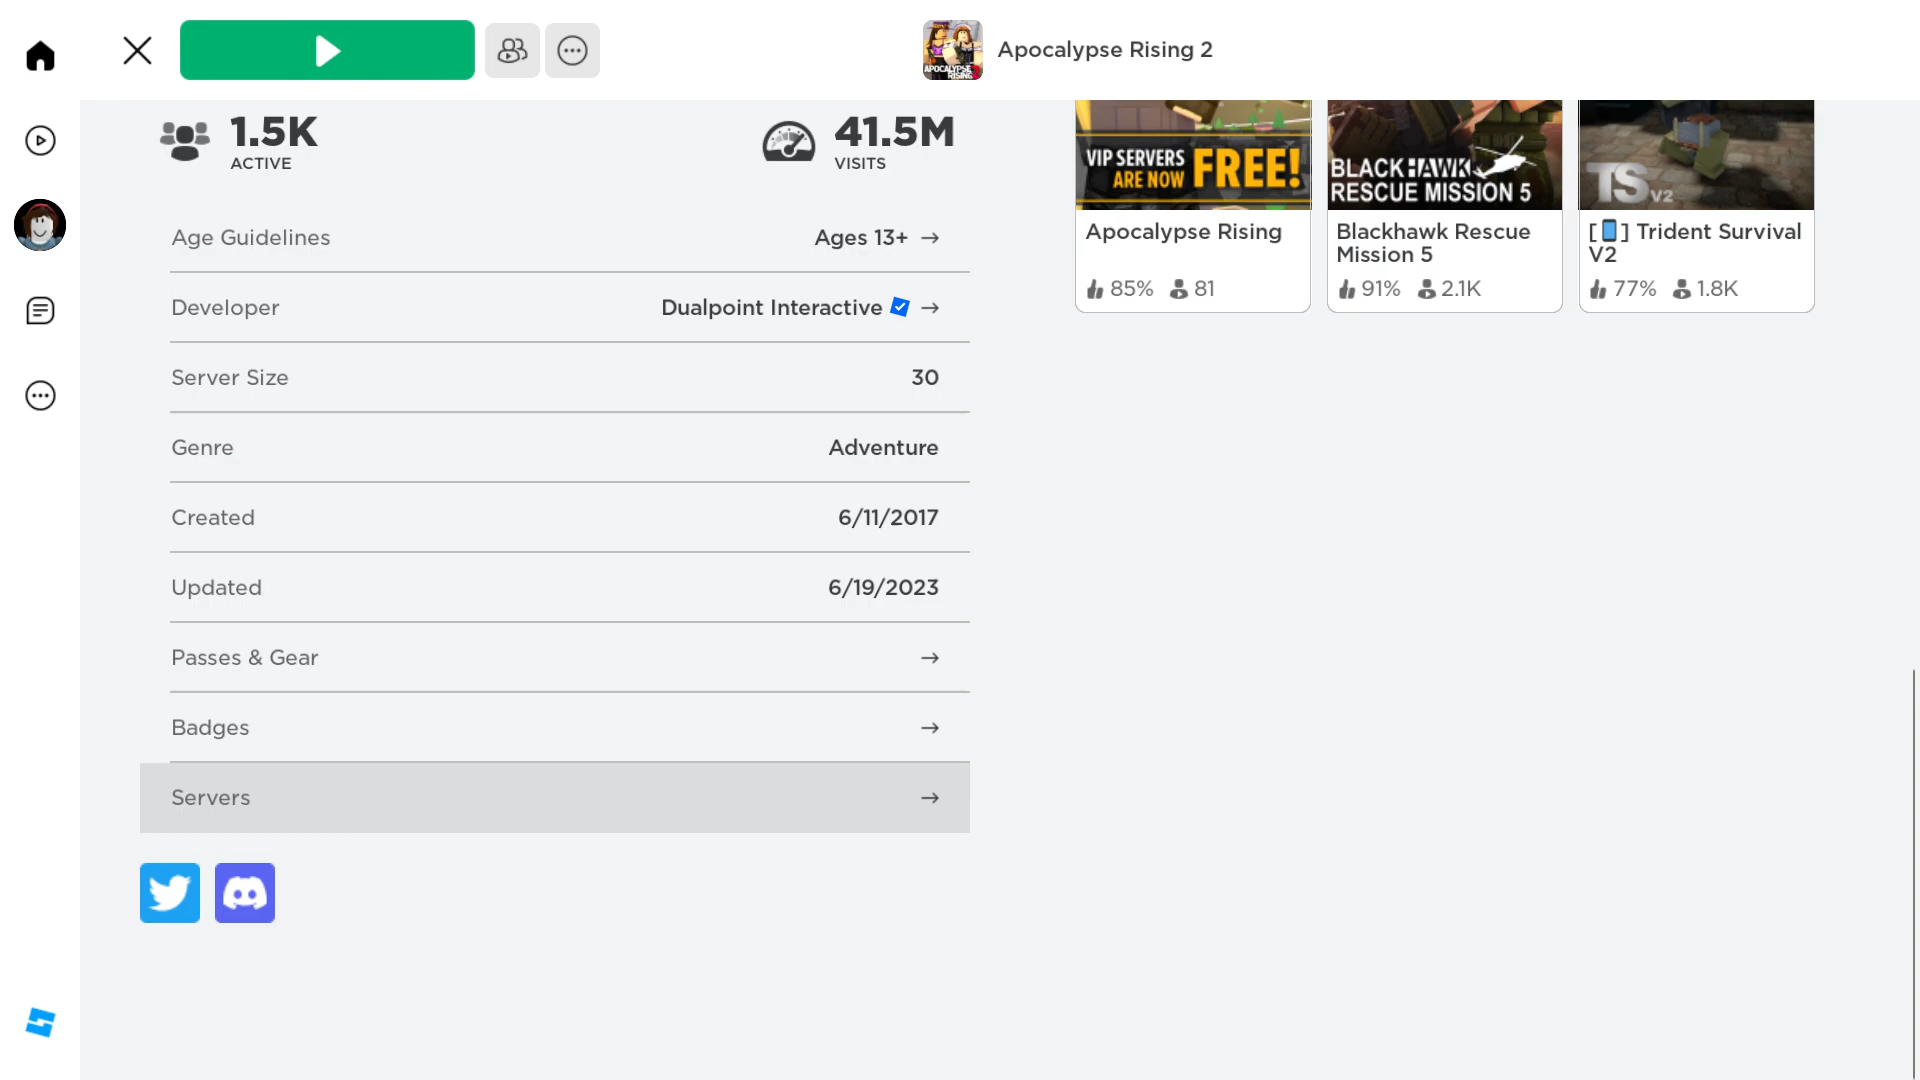 Apocalypse Rising 2
APOCALYPSE
RISING
1.5K
ACTIVE
41.5M
VISITS
Age Guidelines
Ages 13+ →
Developer
Dualpoint Interactive →
Server Size
30
Genre
Adventure
Created
6/11/2017
Updated
6/19/2023
Passes & Gear →
Badges →
Servers →
VIP SERVERS
ARE NOW FREE!
Apocalypse Rising
85% 81
BLACKHAWK
RESCUE MISSION 5
Blackhawk Rescue
Mission 5
91% 2.1K
TS V2
[📱] Trident Survival
V2
77% 1.8K